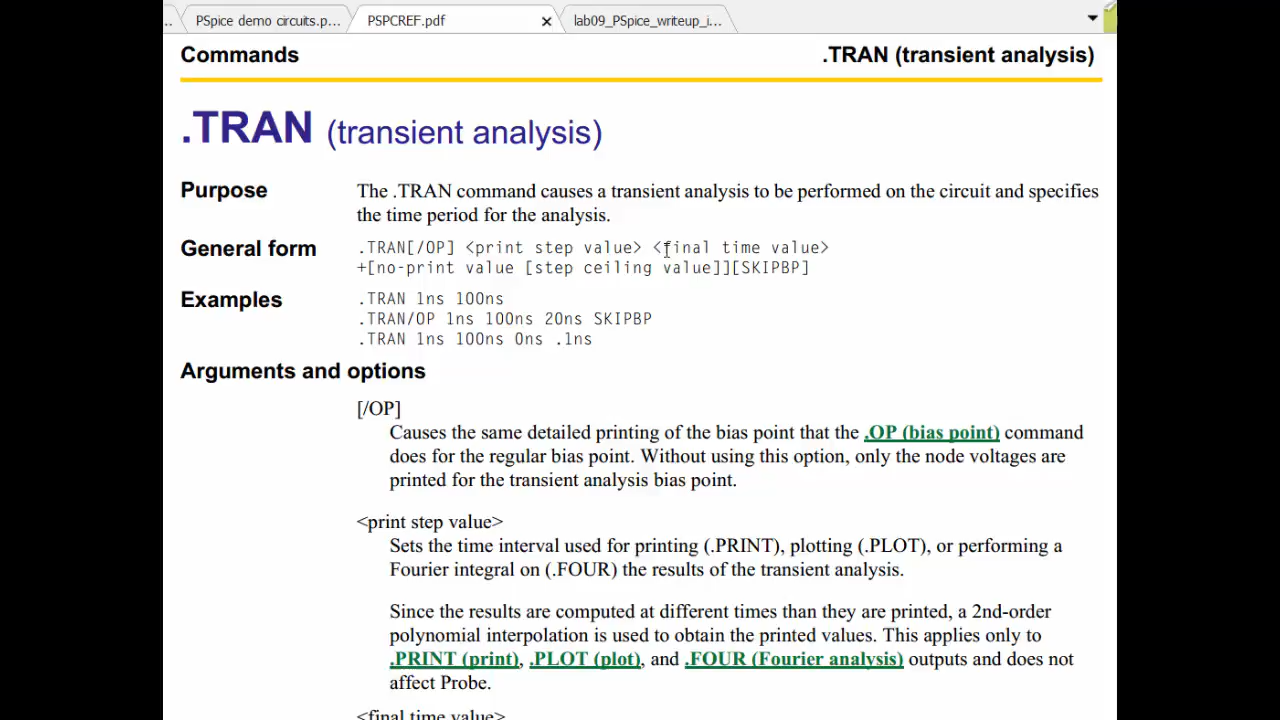 PSpice demo circuits.p... PSPCREF.pdf lab09_PSpice_writeup_i...
Commands .TRAN (transient analysis)
.TRAN (transient analysis)
Purpose The .TRAN command causes a transient analysis to be performed on the circuit and specifies
the time period for the analysis.
General form .TRAN[/OP] <print step value> <final time value>
+[no-print value [step ceiling value]][SKIPBP]
Examples .TRAN 1ns 100ns
.TRAN/OP 1ns 100ns 20ns SKIPBP
.TRAN 1ns 100ns 0ns .1ns
Arguments and options
[/OP]
Causes the same detailed printing of the bias point that the .OP (bias point) command
does for the regular bias point. Without using this option, only the node voltages are
printed for the transient analysis bias point.
<print step value>
Sets the time interval used for printing (.PRINT), plotting (.PLOT), or performing a
Fourier integral on (.FOUR) the results of the transient analysis.
Since the results are computed at different times than they are printed, a 2nd-order
polynomial interpolation is used to obtain the printed values. This applies only to
.PRINT (print), .PLOT (plot), and .FOUR (Fourier analysis) outputs and does not
affect Probe.
<final time value>